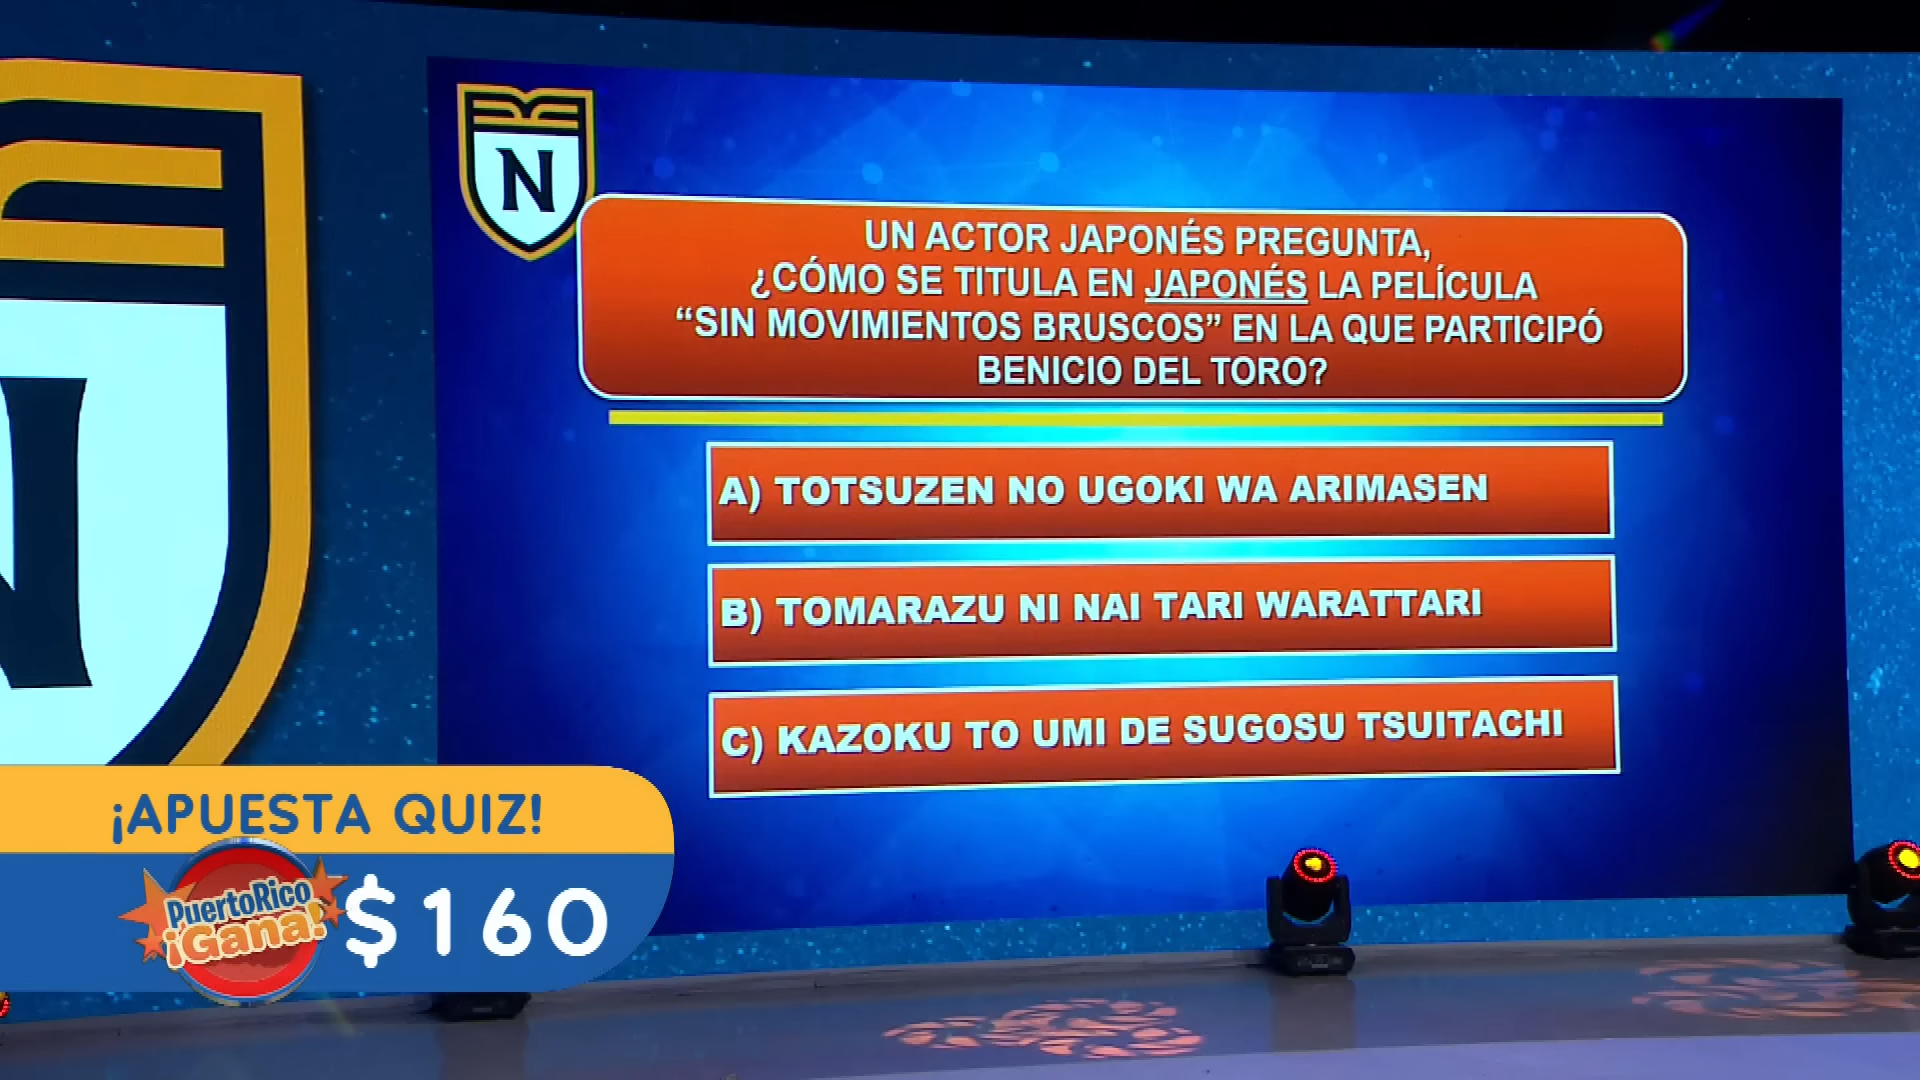 N
UN ACTOR JAPONÉS PREGUNTA,
¿CÓMO SE TITULA EN JAPONÉS LA PELÍCULA
“SIN MOVIMIENTOS BRUSCOS” EN LA QUE PARTICIPÓ
BENICIO DEL TORO?
A) TOTSUZEN NO UGOKI WA ARIMASEN
B) TOMARAZU NI NAI TARI WARATTARI
C) KAZOKU TO UMI DE SUGOSU TSUITACHI
N
¡APUESTA QUIZ!
PuertoRico
¡Gana!
$160